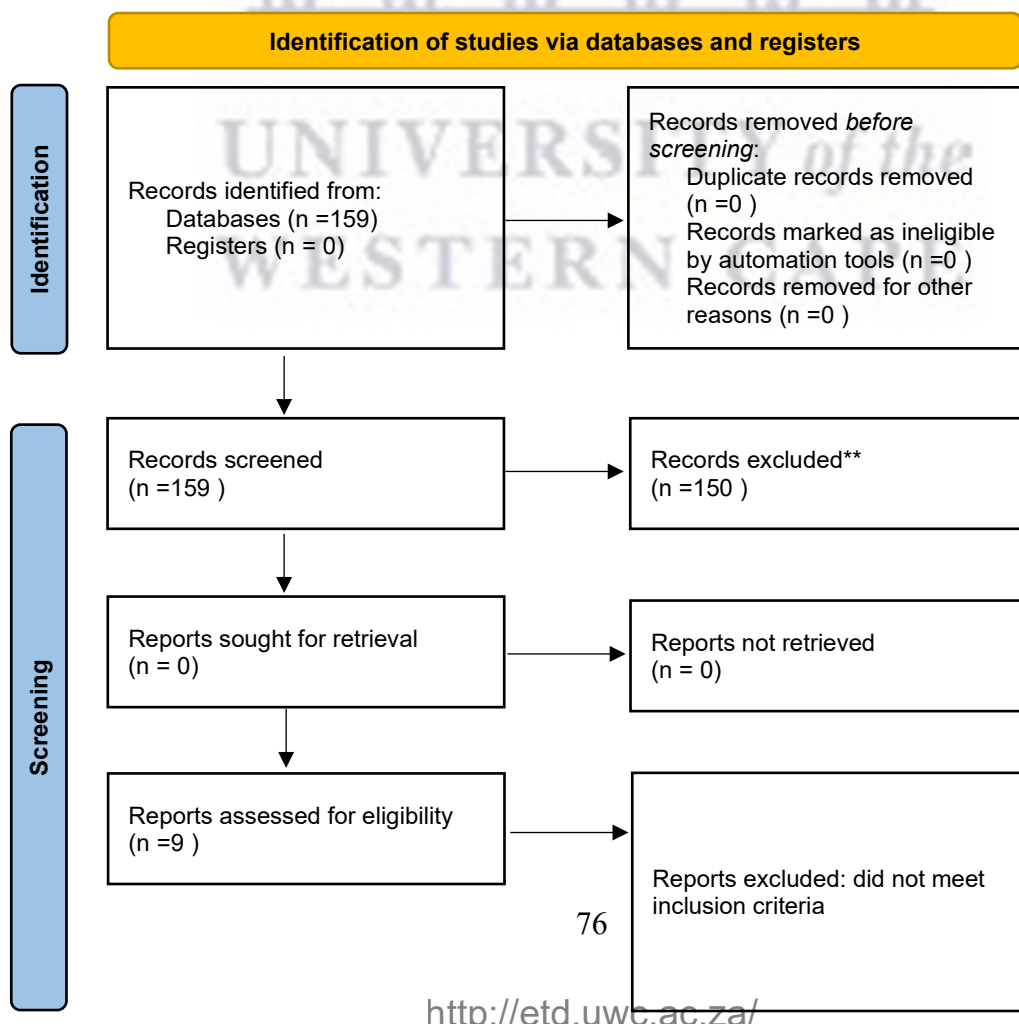 Identification of studies via databases and registers
UNIVERSITY of the
WESTERN CAPE
Identification
Records identified from:
Databases (n =159)
Registers (n = 0)
Records removed before
screening:
Duplicate records removed
(n =0 )
Records marked as ineligible
by automation tools (n =0 )
Records removed for other
reasons (n =0 )
Screening
Records screened
(n =159 )
Records excluded**
(n =150 )
Reports sought for retrieval
(n = 0)
Reports not retrieved
(n = 0)
Reports assessed for eligibility
(n =9 )
Reports excluded: did not meet
inclusion criteria
76
http://etd.uwc.ac.za/